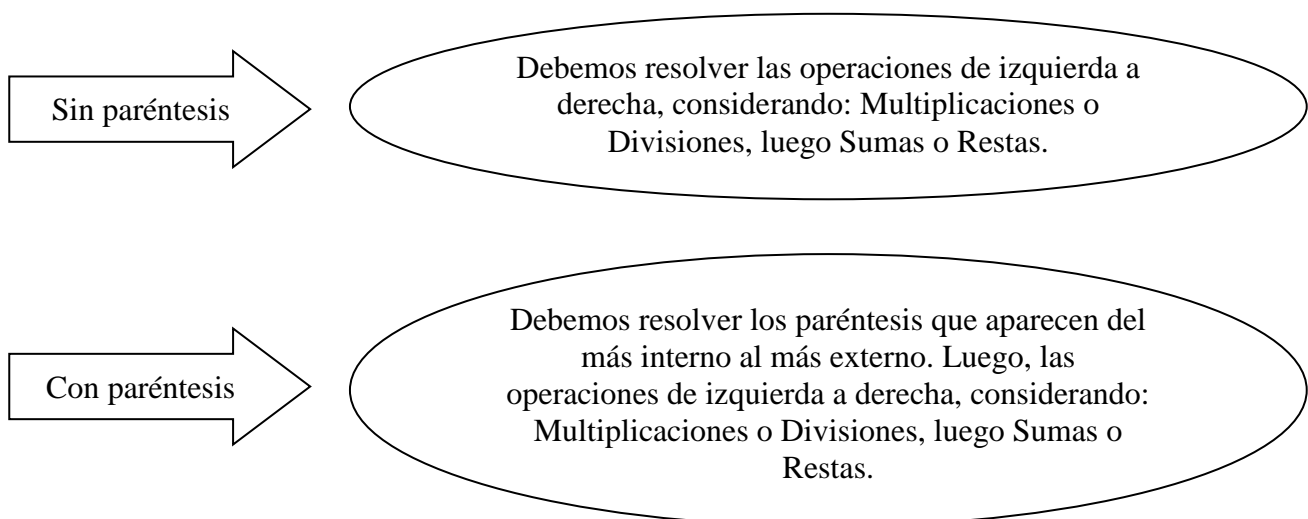 Sin paréntesis
Debemos resolver las operaciones de izquierda a
derecha, considerando: Multiplicaciones o
Divisiones, luego Sumas o Restas.
Con paréntesis
Debemos resolver los paréntesis que aparecen del
más interno al más externo. Luego, las
operaciones de izquierda a derecha, considerando:
Multiplicaciones o Divisiones, luego Sumas o
Restas.